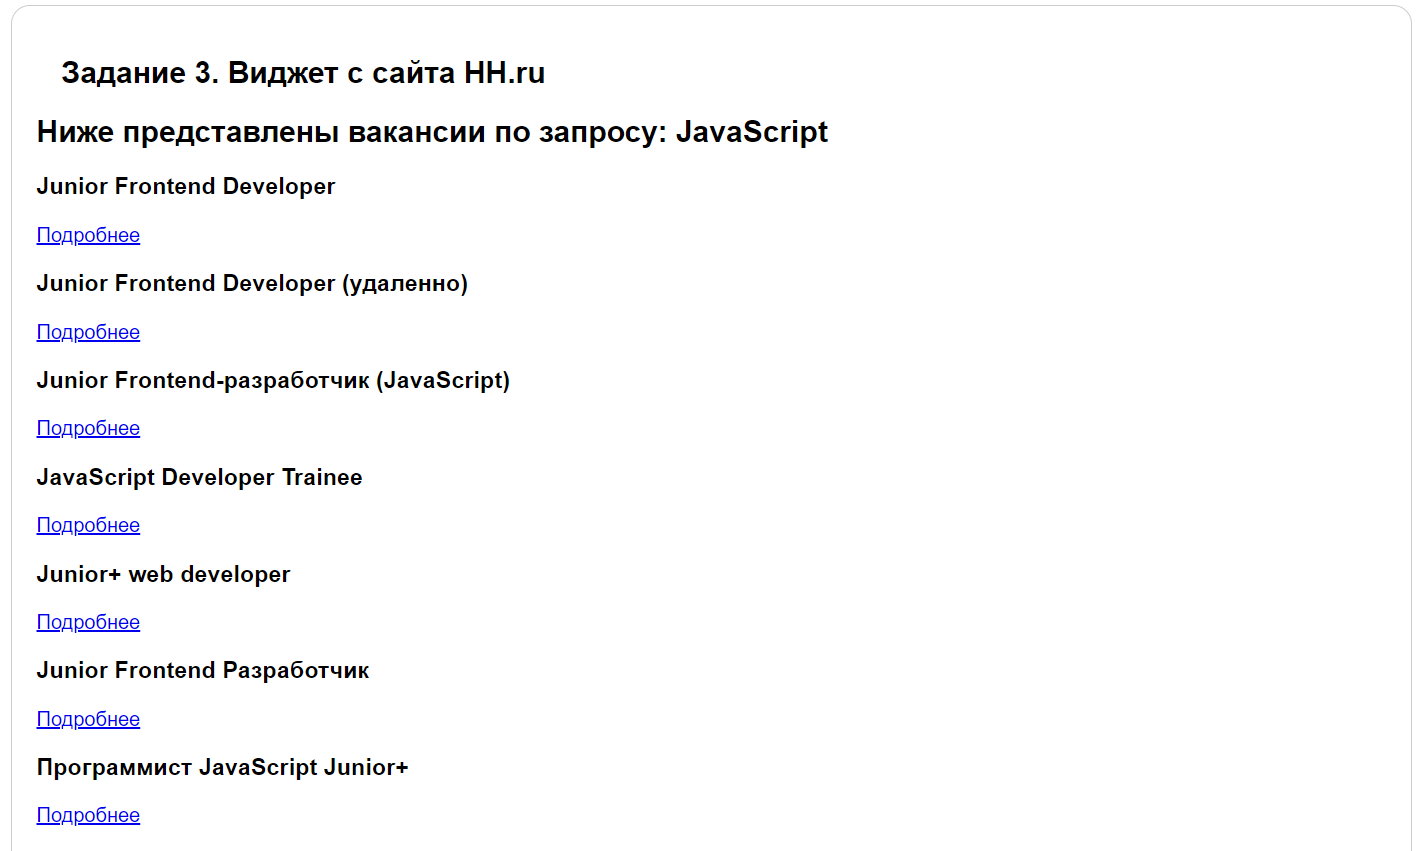 Задание 3. Виджет с сайта HH.ru
Ниже представлены вакансии по запросу: JavaScript
Junior Frontend Developer
Подробнее
Junior Frontend Developer (удаленно)
Подробнее
Junior Frontend-разработчик (JavaScript)
Подробнее
JavaScript Developer Trainee
Подробнее
Junior+ web developer
Подробнее
Junior Frontend Разработчик
Подробнее
Программист JavaScript Junior+
Подробнее